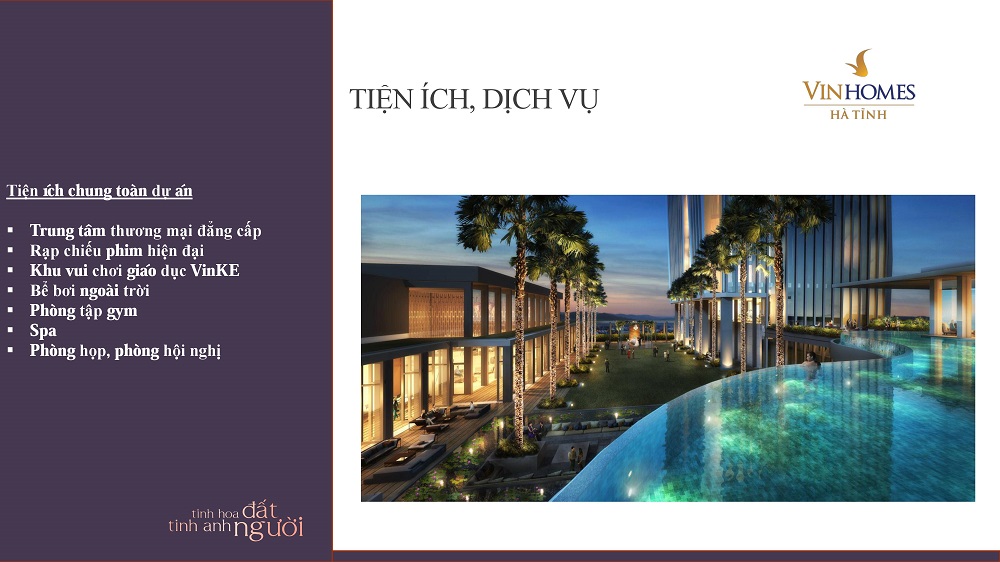 TIỆN ÍCH, DỊCH VỤ
VINHOMES
HÀ TĨNH
Tiện ích chung toàn dự án
▪ Trung tâm thương mại đẳng cấp
▪ Rạp chiếu phim hiện đại
▪ Khu vui chơi giáo dục VinKE
▪ Bể bơi ngoài trời
▪ Phòng tập gym
▪ Spa
▪ Phòng họp, phòng hội nghị
tinh hoa đất
tinh anh người